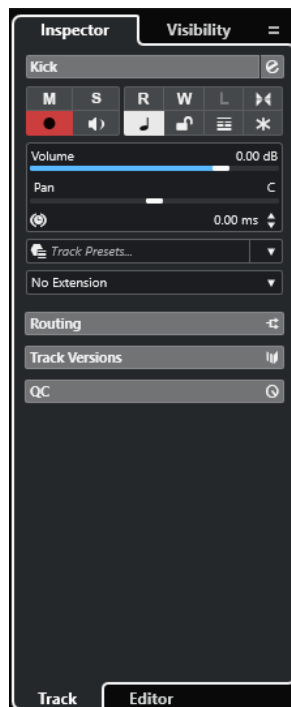 Inspector Visibility
Kick e
M S R W L
Volume 0.00 dB
Pan C
0.00 ms
Track Presets...
No Extension
Routing
Track Versions
QC
Track Editor